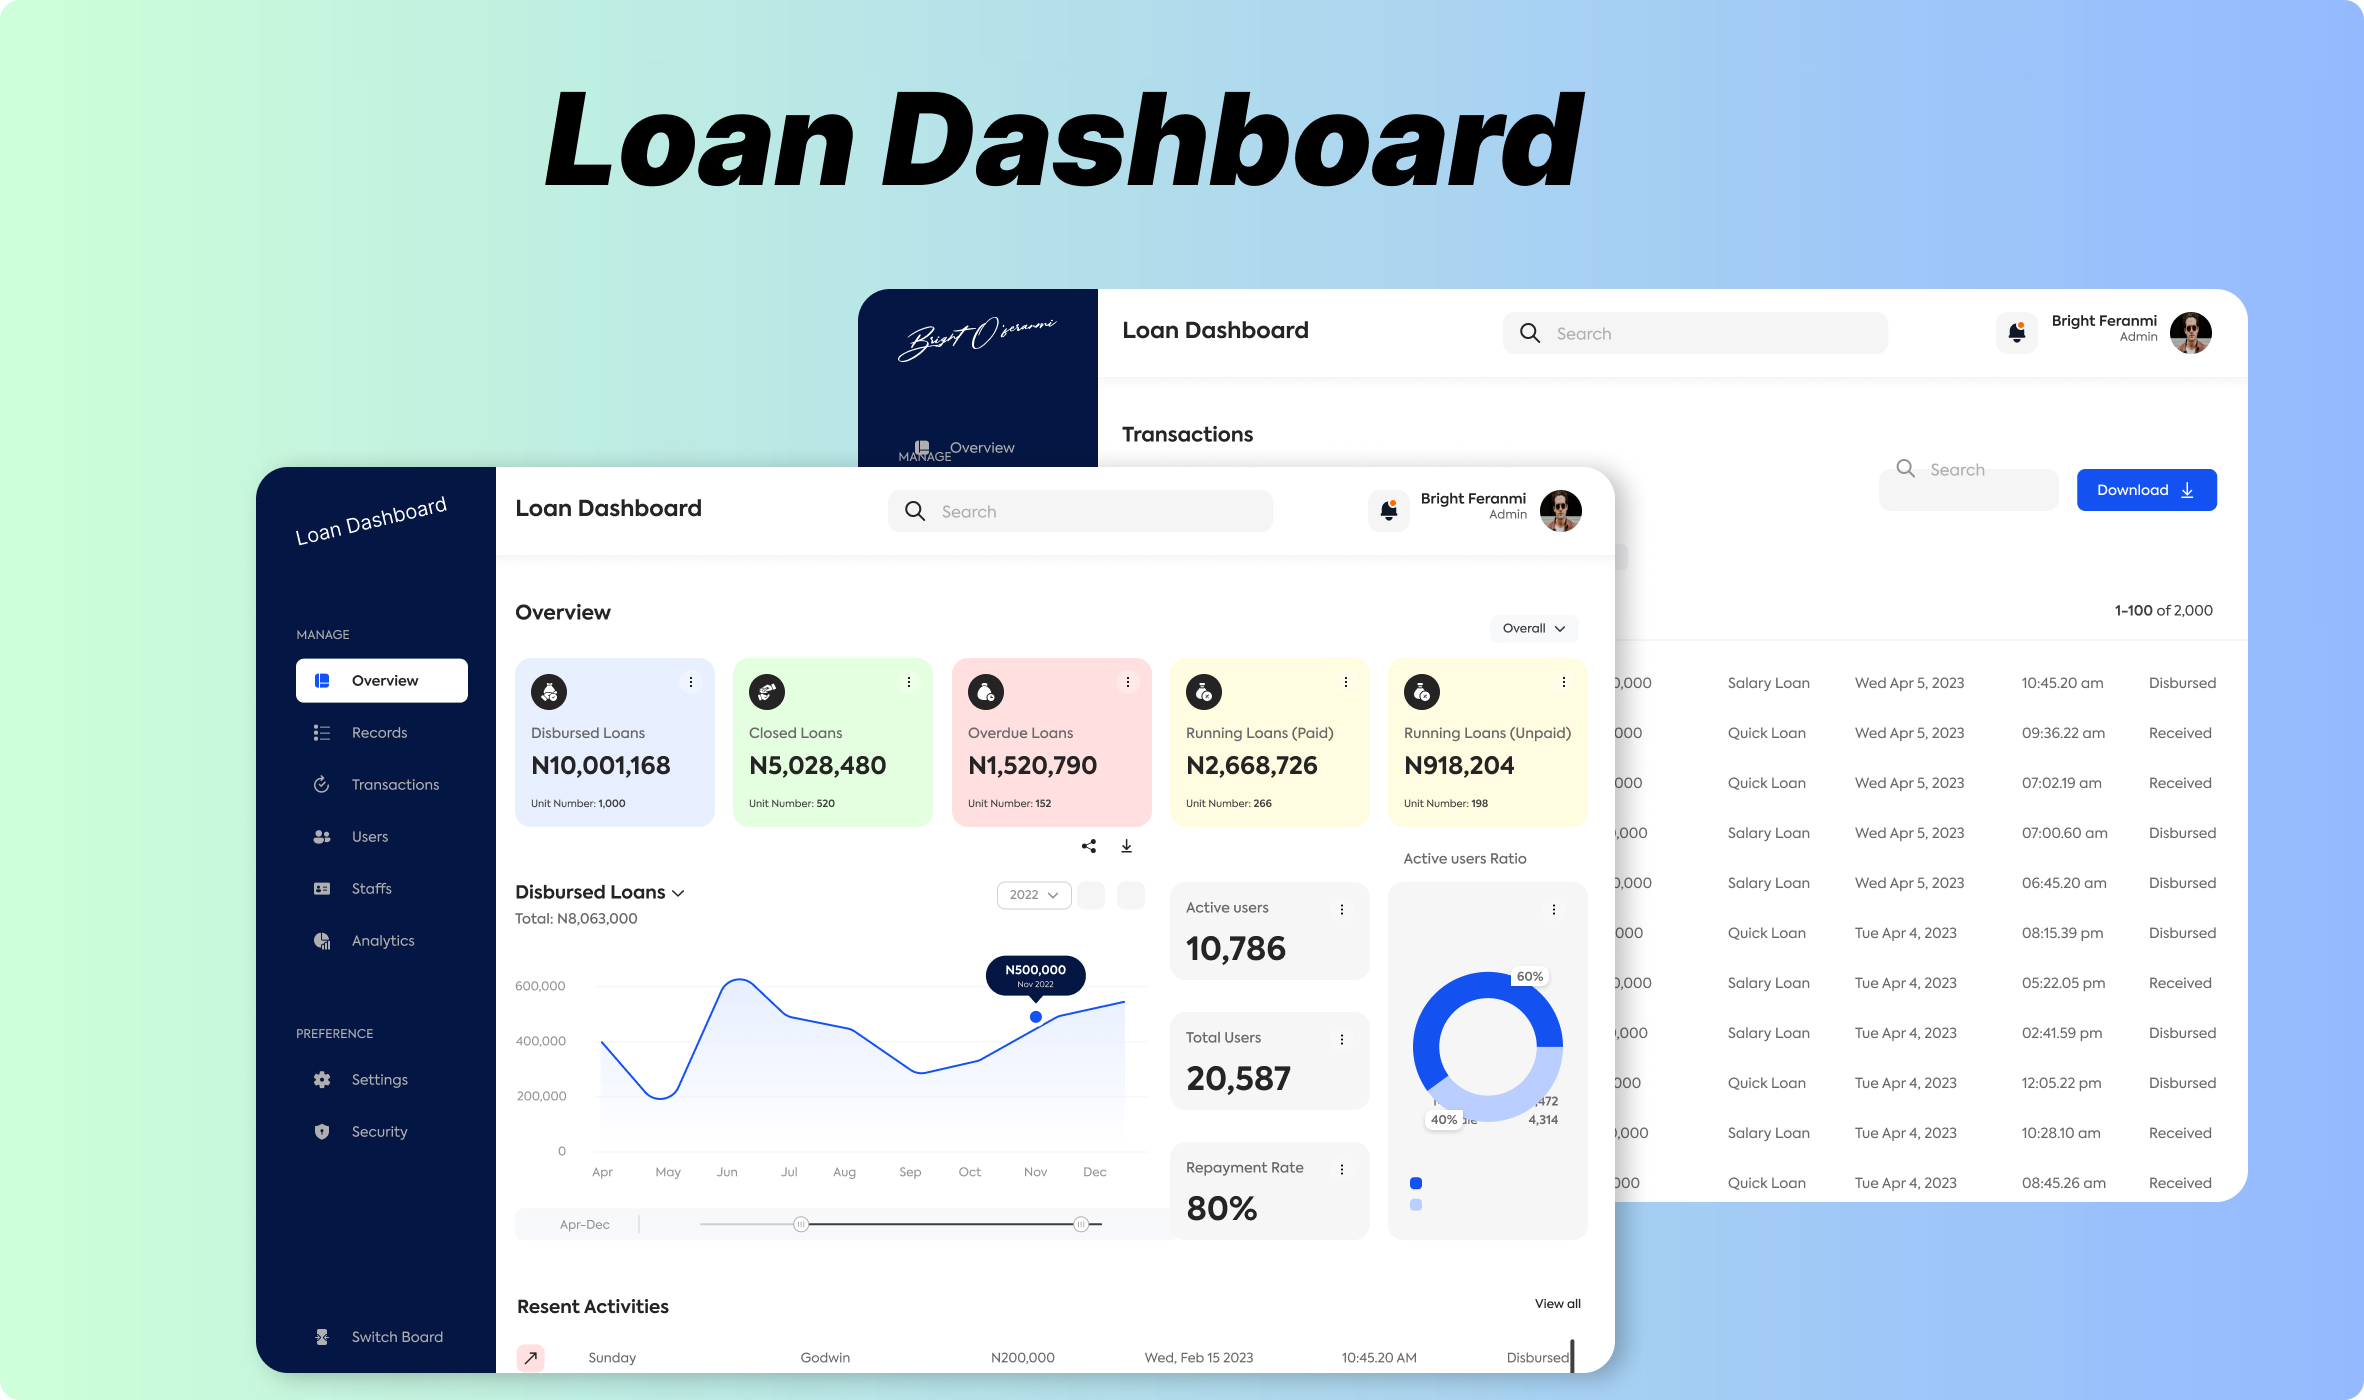 Loan Dashboard
Bright O'feranmi
Loan Dashboard
Search
Bright Feranmi
Admin
Overview
MANAGE
Transactions
Search
Download
1-100 of 2,000
0,000 Salary Loan Wed Apr 5, 2023 10:45.20 am Disbursed
000 Quick Loan Wed Apr 5, 2023 09:36.22 am Received
000 Quick Loan Wed Apr 5, 2023 07:02.19 am Received
0,000 Salary Loan Wed Apr 5, 2023 07:00.60 am Disbursed
0,000 Salary Loan Wed Apr 5, 2023 06:45.20 am Disbursed
000 Quick Loan Tue Apr 4, 2023 08:15.39 pm Disbursed
0,000 Salary Loan Tue Apr 4, 2023 05:22.05 pm Received
0,000 Salary Loan Tue Apr 4, 2023 02:41.59 pm Disbursed
000 Quick Loan Tue Apr 4, 2023 12:05.22 pm Disbursed
0,000 Salary Loan Tue Apr 4, 2023 10:28.10 am Received
000 Quick Loan Tue Apr 4, 2023 08:45.26 am Received
Loan Dashboard
MANAGE
Overview
Records
Transactions
Users
Staffs
Analytics
PREFERENCE
Settings
Security
Switch Board
Loan Dashboard
Search
Bright Feranmi
Admin
Overview
Overall
Disbursed Loans
N10,001,168
Unit Number: 1,000
Closed Loans
N5,028,480
Unit Number: 520
Overdue Loans
N1,520,790
Unit Number: 152
Running Loans (Paid)
N2,668,726
Unit Number: 266
Running Loans (Unpaid)
N918,204
Unit Number: 198
Disbursed Loans
Total: N8,063,000
2022
N500,000
Nov 2022
600,000
400,000
200,000
0
Apr May Jun Jul Aug Sep Oct Nov Dec
Apr-Dec
Active users
10,786
Total Users
20,587
Repayment Rate
80%
Active users Ratio
60%
,472
40%
4,314
Resent Activities
View all
Sunday Godwin N200,000 Wed, Feb 15 2023 10:45.20 AM Disbursed